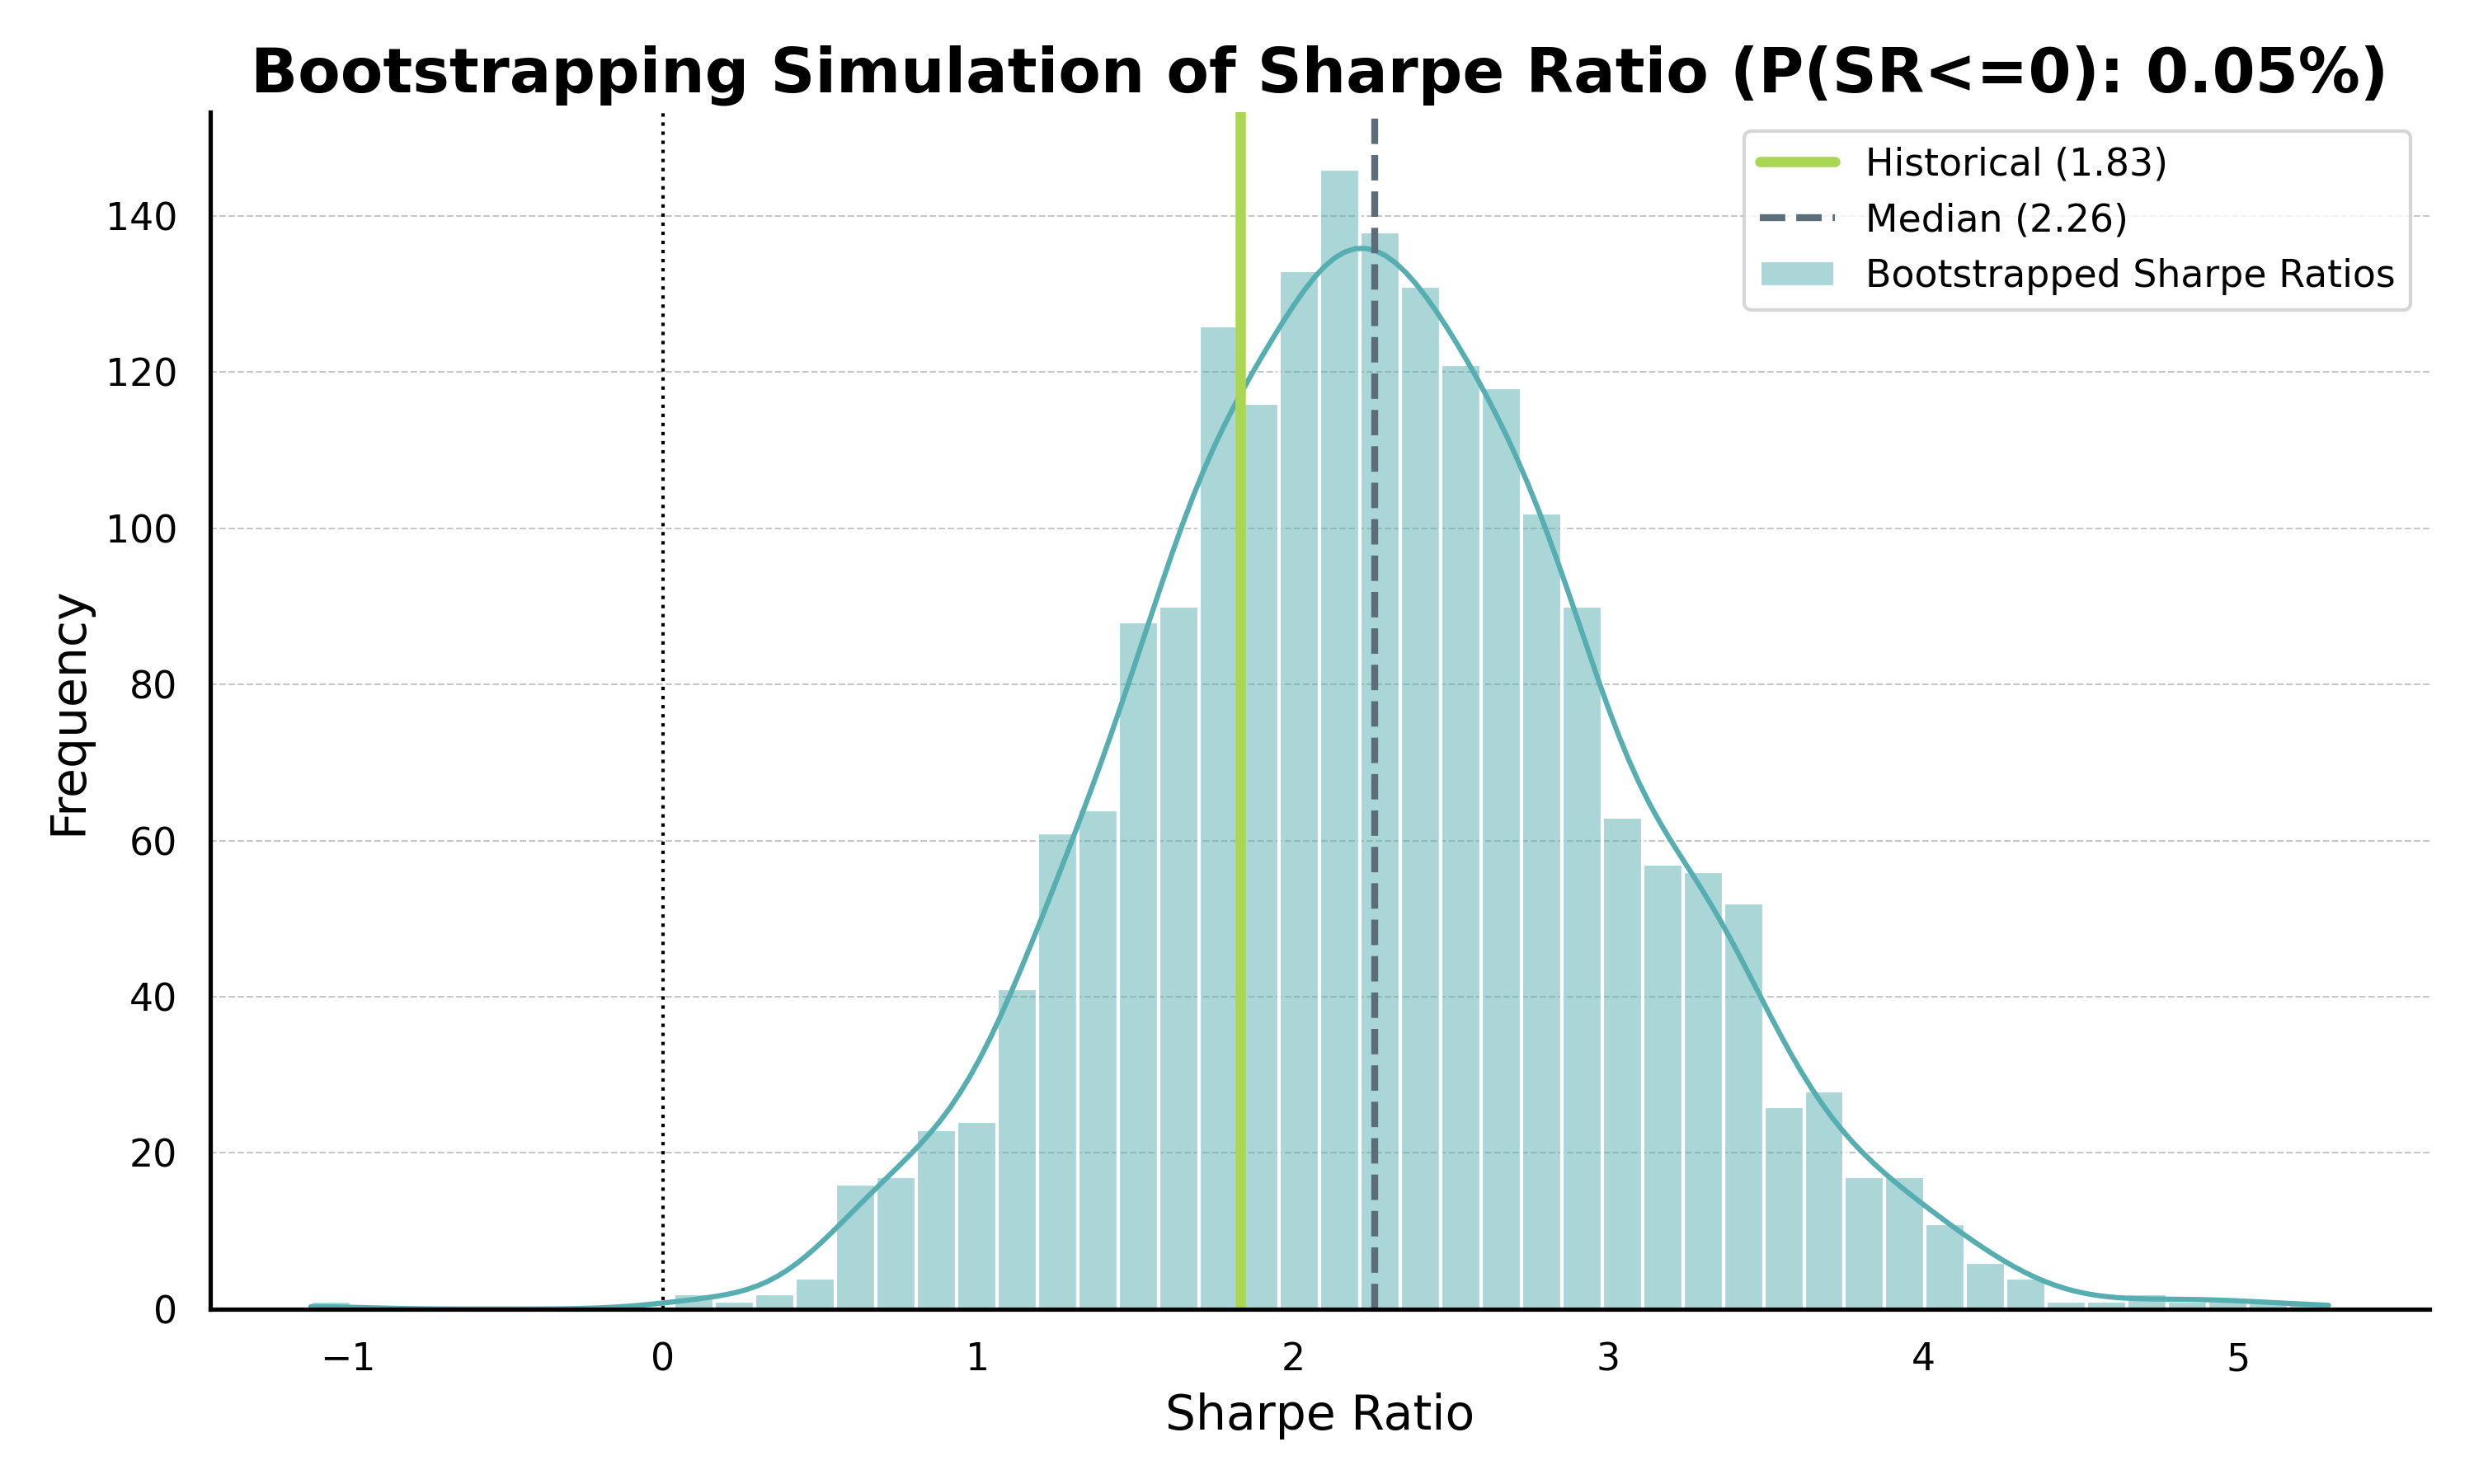 Bootstrapping Simulation of Sharpe Ratio (P(SR<=0): 0.05%)
Historical (1.83)
Median (2.26)
Bootstrapped Sharpe Ratios
Frequency
140
120
100
80
60
40
20
0
−1 0 1 2 3 4 5
Sharpe Ratio